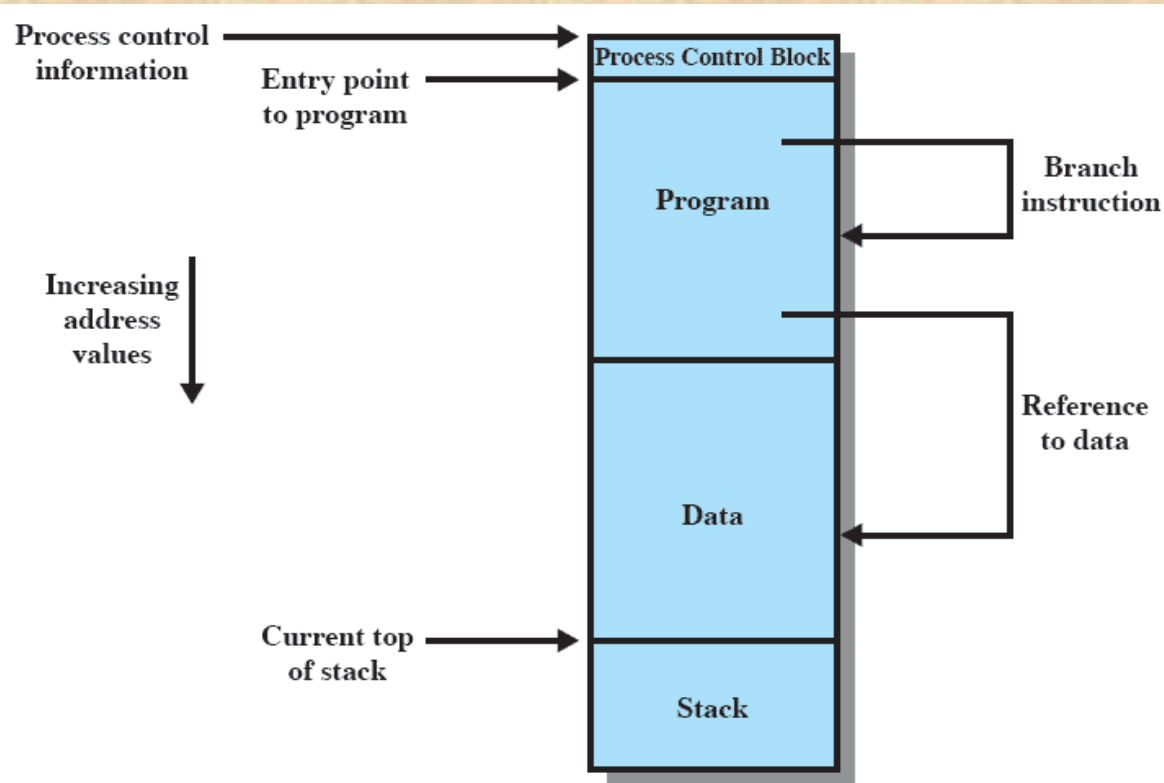 Process control
information
Process Control Block
Entry point
to program
Program
Branch
instruction
Increasing
address
values
Reference
to data
Data
Current top
of stack
Stack